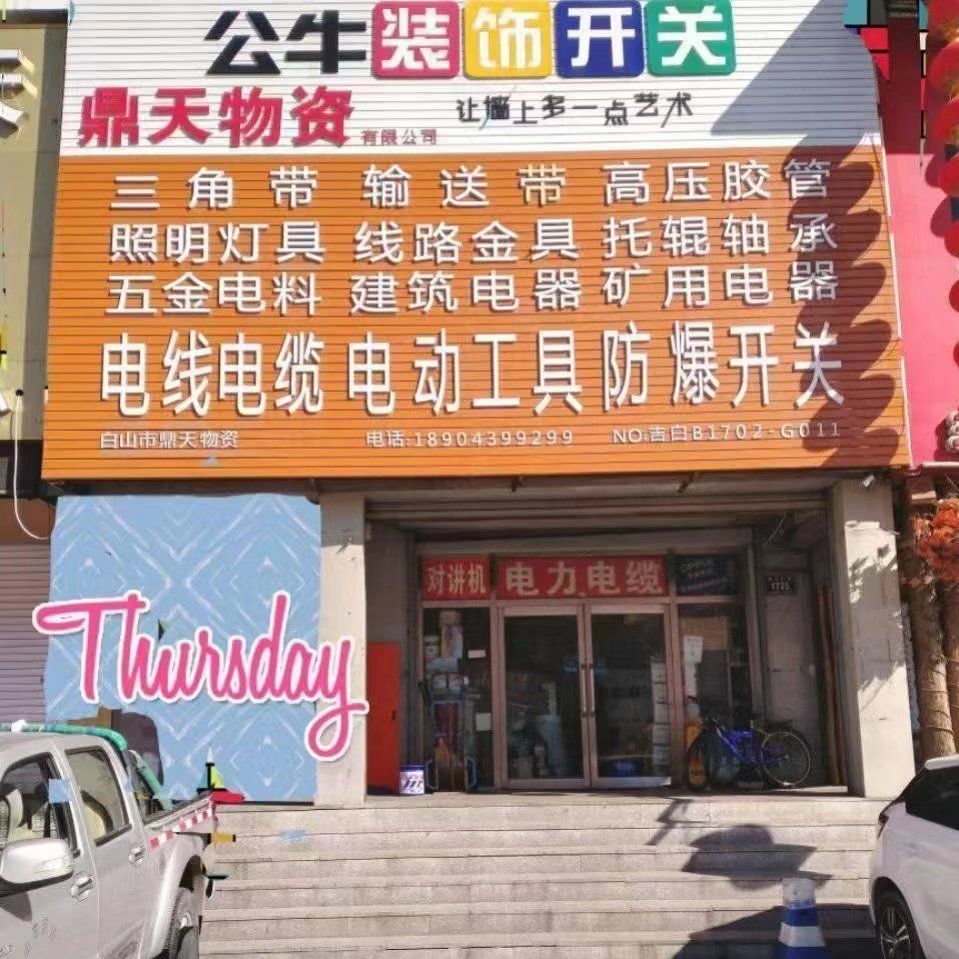 公牛装饰开关
鼎天物资有限公司 让墙上多一点艺术
三角带 输送带 高压胶管
照明灯具 线路金具 托辊轴承
五金电料 建筑电器 矿用电器
电线电缆 电动工具 防爆开关
白山市鼎天物资 电话:18904399299 NO:吉白B1702-G011
对讲机 电力电缆
1725
Thursday